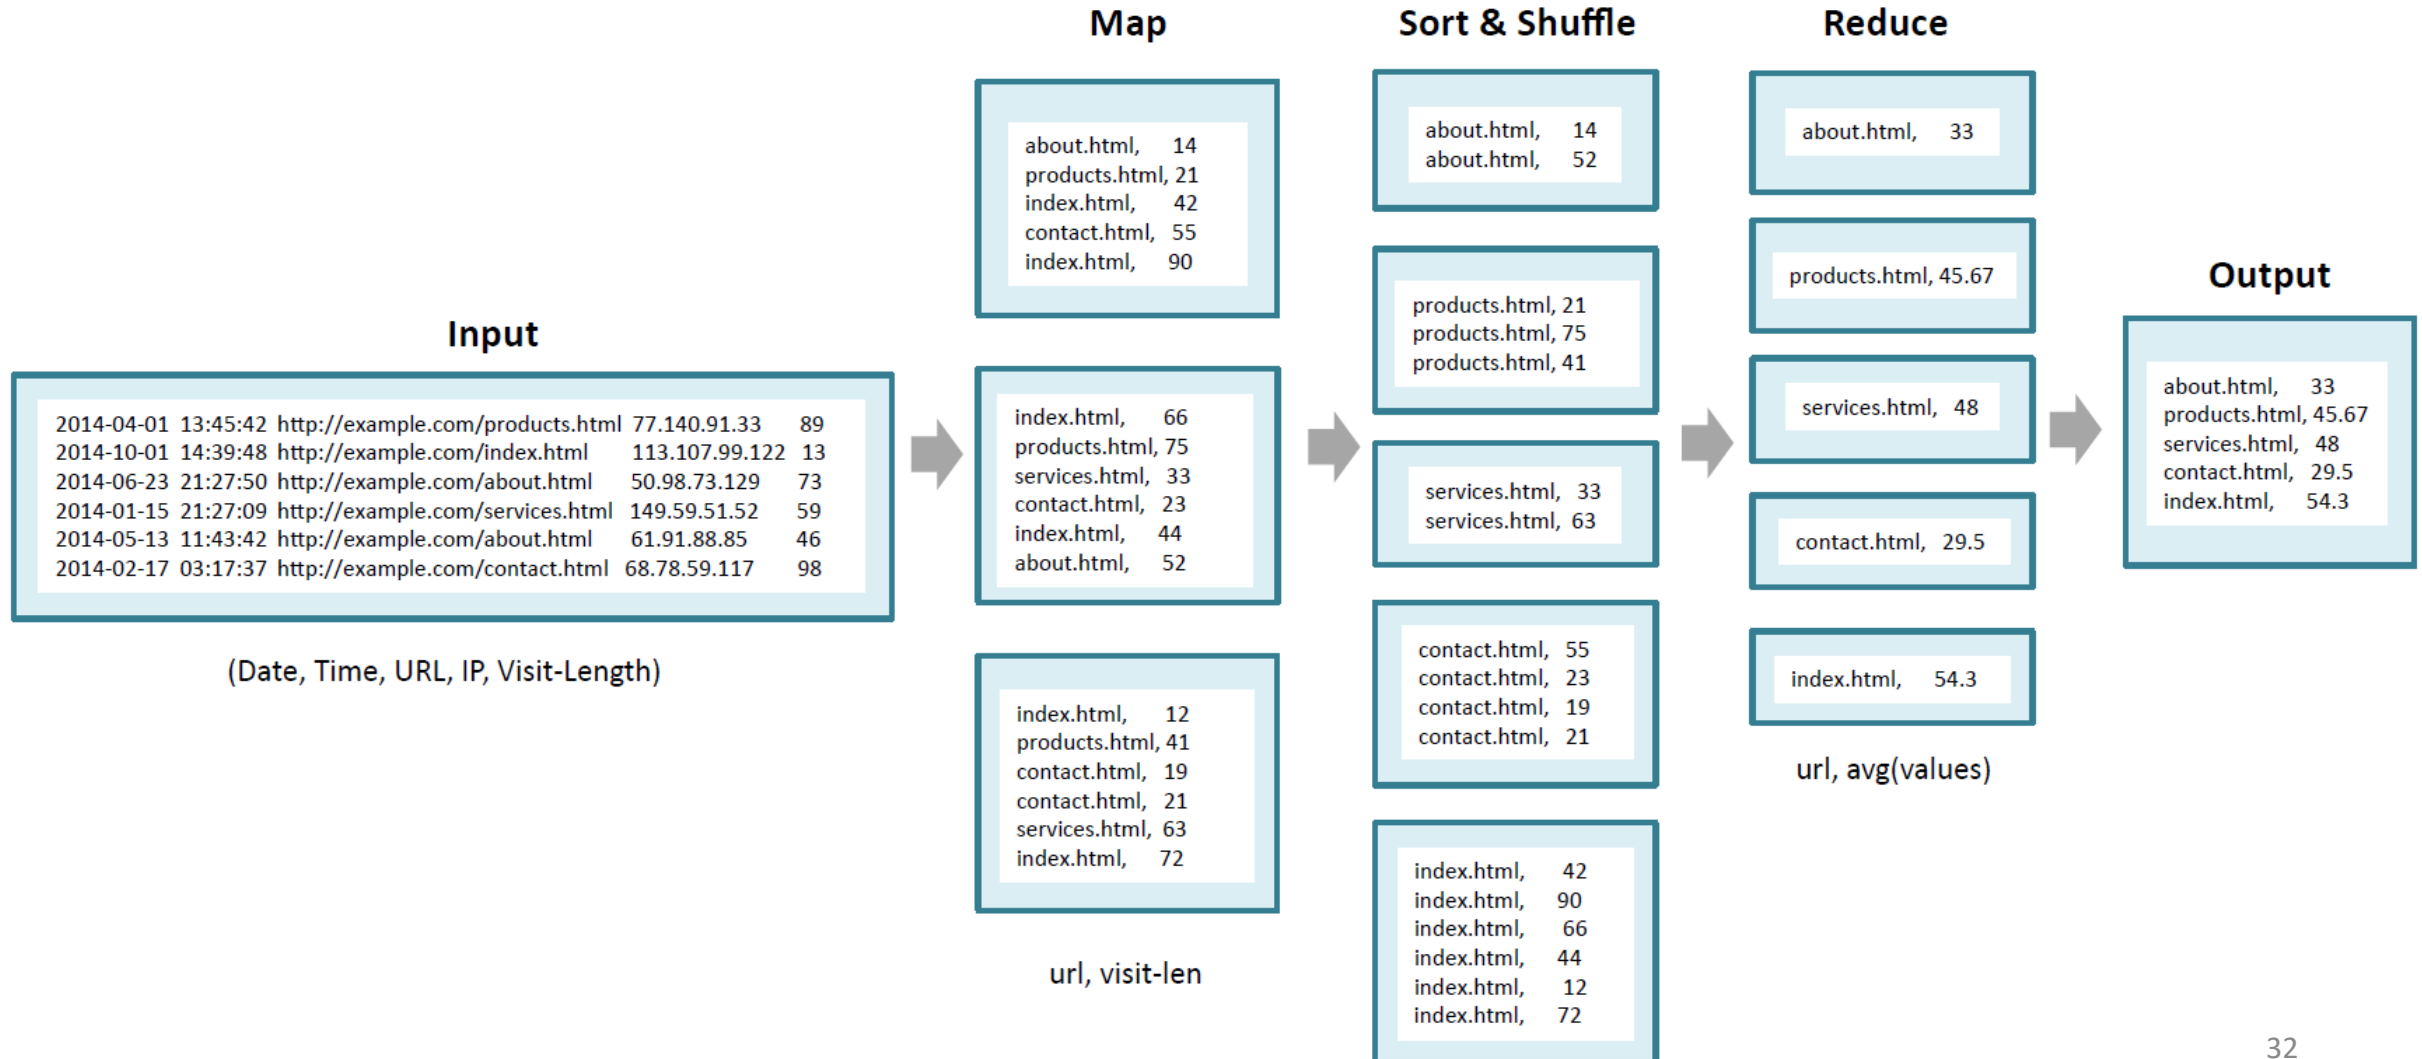 Input
2014-04-01 13:45:42 http://example.com/products.html 77.140.91.33 89
2014-10-01 14:39:48 http://example.com/index.html 113.107.99.122 13
2014-06-23 21:27:50 http://example.com/about.html 50.98.73.129 73
2014-01-15 21:27:09 http://example.com/services.html 149.59.51.52 59
2014-05-13 11:43:42 http://example.com/about.html 61.91.88.85 46
2014-02-17 03:17:37 http://example.com/contact.html 68.78.59.117 98
(Date, Time, URL, IP, Visit-Length)
Map
about.html, 14
products.html, 21
index.html, 42
contact.html, 55
index.html, 90
index.html, 66
products.html, 75
services.html, 33
contact.html, 23
index.html, 44
about.html, 52
index.html, 12
products.html, 41
contact.html, 19
contact.html, 21
services.html, 63
index.html, 72
url, visit-len
Sort & Shuffle
about.html, 14
about.html, 52
products.html, 21
products.html, 75
products.html, 41
services.html, 33
services.html, 63
contact.html, 55
contact.html, 23
contact.html, 19
contact.html, 21
index.html, 42
index.html, 90
index.html, 66
index.html, 44
index.html, 12
index.html, 72
Reduce
about.html, 33
products.html, 45.67
services.html, 48
contact.html, 29.5
index.html, 54.3
url, avg(values)
Output
about.html, 33
products.html, 45.67
services.html, 48
contact.html, 29.5
index.html, 54.3
32